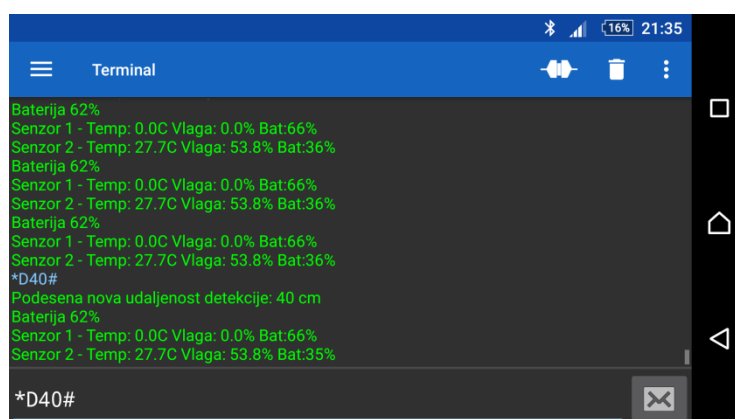 16% 21:35
Terminal
Baterija 62%
Senzor 1 - Temp: 0.0C Vlaga: 0.0% Bat:66%
Senzor 2 - Temp: 27.7C Vlaga: 53.8% Bat:36%
Baterija 62%
Senzor 1 - Temp: 0.0C Vlaga: 0.0% Bat:66%
Senzor 2 - Temp: 27.7C Vlaga: 53.8% Bat:36%
Baterija 62%
Senzor 1 - Temp: 0.0C Vlaga: 0.0% Bat:66%
Senzor 2 - Temp: 27.7C Vlaga: 53.8% Bat:36%
*D40#
Podesena nova udaljenost detekcije: 40 cm
Baterija 62%
Senzor 1 - Temp: 0.0C Vlaga: 0.0% Bat:66%
Senzor 2 - Temp: 27.7C Vlaga: 53.8% Bat:35%
*D40#